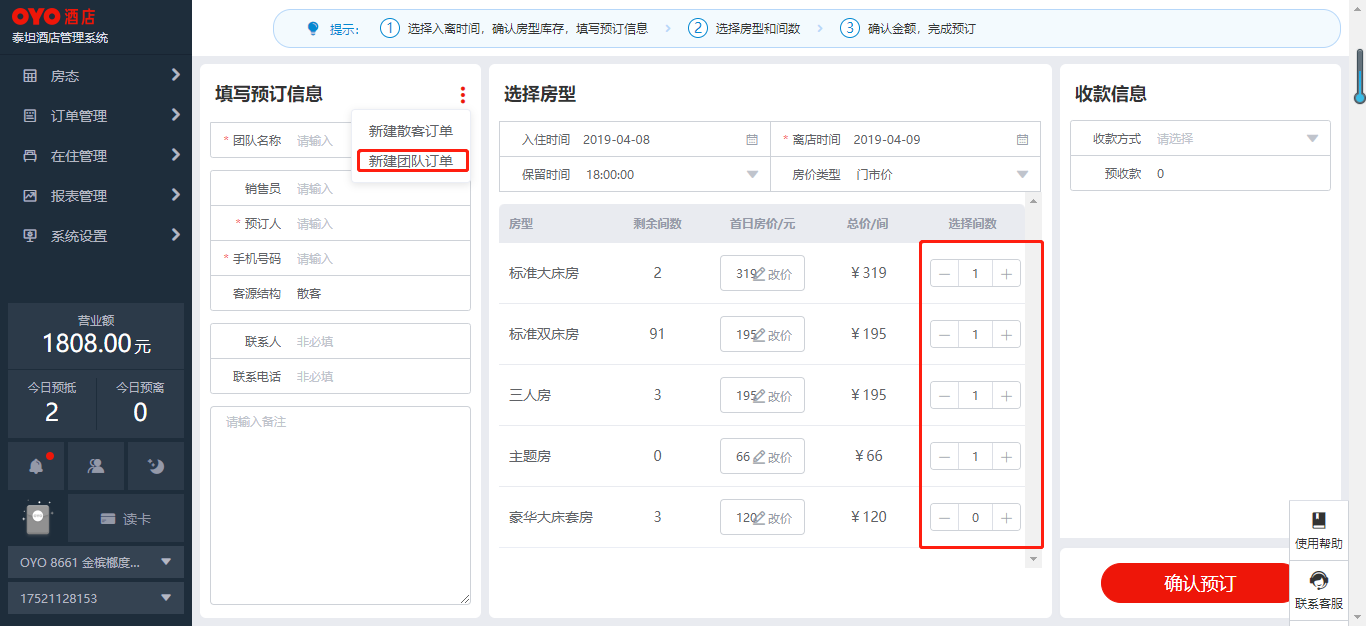 OYO 酒店
泰坦酒店管理系统
房态
订单管理
在住管理
报表管理
系统设置
营业额
1808.00元
今日预抵 今日预离
2 0
读卡
OYO 8661 金槟榔度...
17521128153
提示: 1 选择入离时间，确认房型库存，填写预订信息 2 选择房型和间数 3 确认金额，完成预订
填写预订信息
新建散客订单
新建团队订单
* 团队名称 请输入
销售员 请输入
* 预订人 请输入
* 手机号码 请输入
客源结构 散客
联系人 非必填
联系电话 非必填
请输入备注
选择房型
入住时间 2019-04-08 * 离店时间 2019-04-09
保留时间 18:00:00 房价类型 门市价
房型 剩余间数 首日房价/元 总价/间 选择间数
标准大床房 2 319 改价 ¥319 1
标准双床房 91 195 改价 ¥195 1
三人房 3 195 改价 ¥195 1
主题房 0 66 改价 ¥66 1
豪华大床套房 3 120 改价 ¥120 0
收款信息
收款方式 请选择
预收款 0
确认预订
使用帮助
联系客服